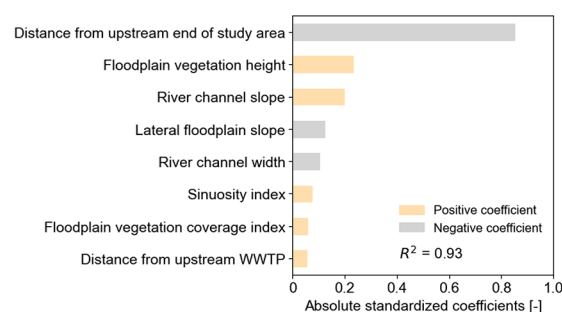 Distance from upstream end of study area
Floodplain vegetation height
River channel slope
Lateral floodplain slope
River channel width
Sinuosity index
Floodplain vegetation coverage index
Distance from upstream WWTP
Positive coefficient
Negative coefficient
R² = 0.93
0 0.2 0.4 0.6 0.8 1.0
Absolute standardized coefficients [-]